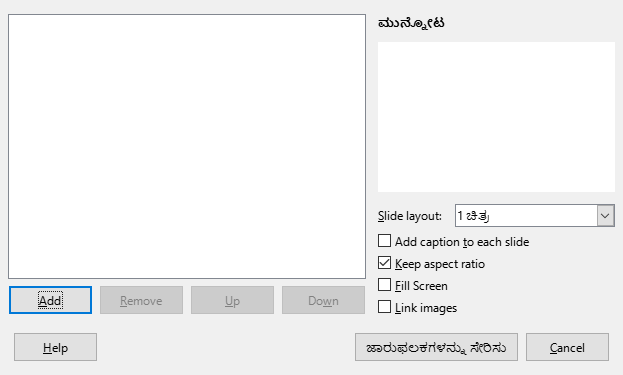 ಮುನ್ನೋಟ
Slide layout: 1 ಚಿತ್ರ
Add caption to each slide
Keep aspect ratio
Fill Screen
Link images
Add Remove Up Down
Help ಜಾರುಫಲಕಗಳನ್ನು ಸೇರಿಸು Cancel